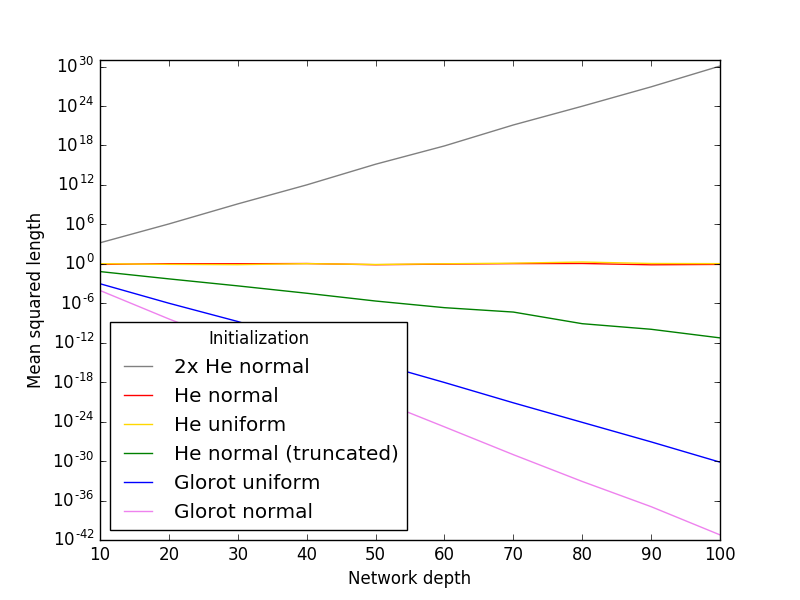 10^30
10^24
10^18
10^12
10^6
10^0
10^-6
10^-12
10^-18
10^-24
10^-30
10^-36
10^-42
Mean squared length
Initialization
2x He normal
He normal
He uniform
He normal (truncated)
Glorot uniform
Glorot normal
10 20 30 40 50 60 70 80 90 100
Network depth